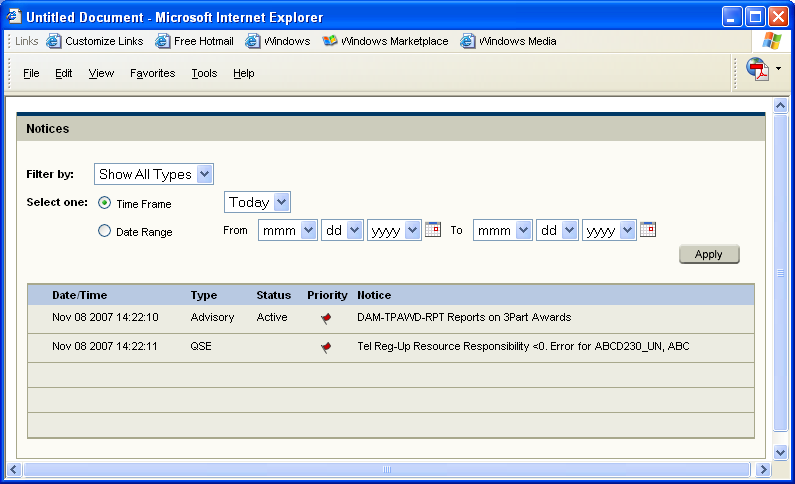 Untitled Document - Microsoft Internet Explorer
Links Customize Links Free Hotmail Windows Windows Marketplace Windows Media
File Edit View Favorites Tools Help
Notices
Filter by: Show All Types
Select one: Time Frame Today
Date Range From mmm dd yyyy To mmm dd yyyy
Apply
Date/Time Type Status Priority Notice
Nov 08 2007 14:22:10 Advisory Active DAM-TPAWD-RPT Reports on 3Part Awards
Nov 08 2007 14:22:11 QSE Tel Reg-Up Resource Responsibility <0. Error for ABCD230_UN, ABC